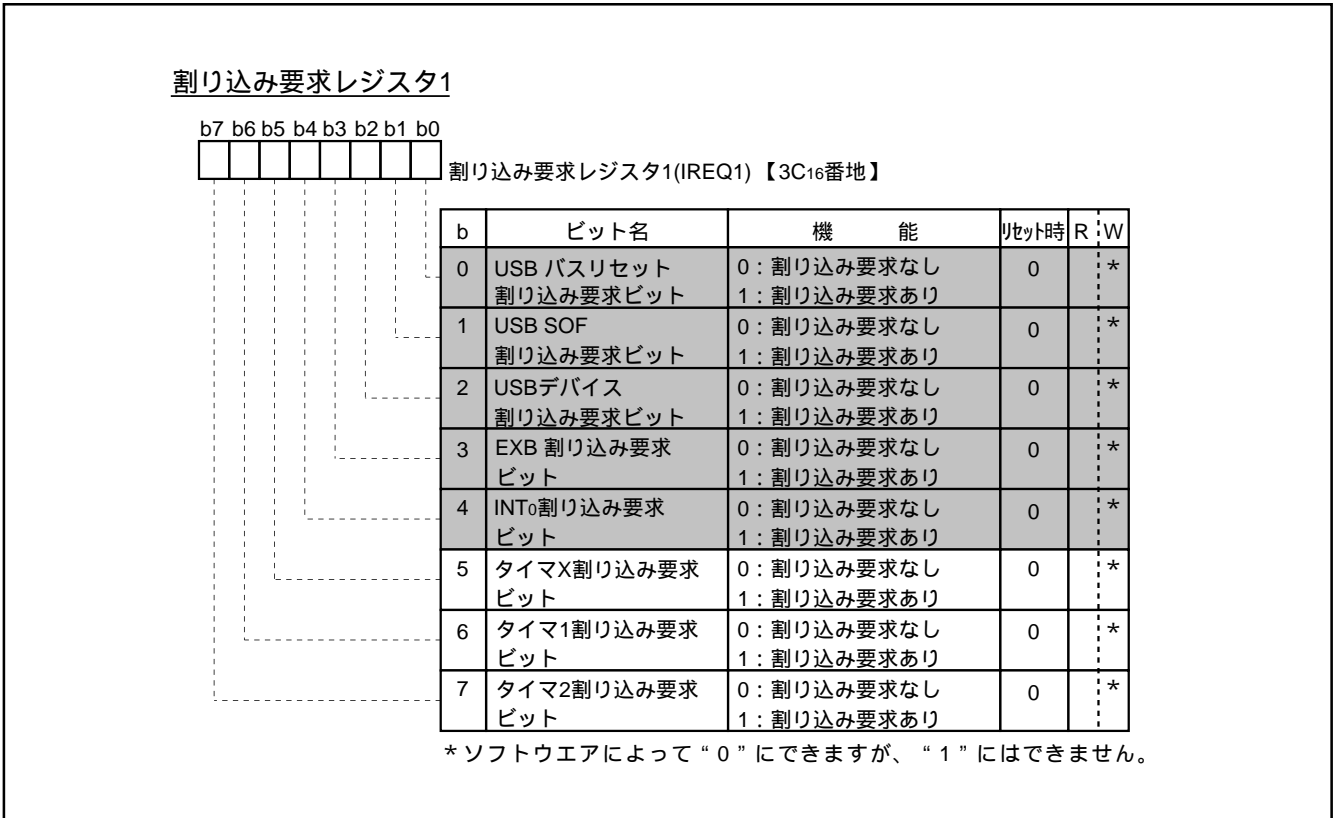 割り込み要求レジスタ1
b7 b6 b5 b4 b3 b2 b1 b0
割り込み要求レジスタ1(IREQ1) 【3C16番地】
b ビット名 機 能 リセット時 R W
0 USB バスリセット 0：割り込み要求なし 0 *
割り込み要求ビット 1：割り込み要求あり
1 USB SOF 0：割り込み要求なし 0 *
割り込み要求ビット 1：割り込み要求あり
2 USBデバイス 0：割り込み要求なし 0 *
割り込み要求ビット 1：割り込み要求あり
3 EXB 割り込み要求 0：割り込み要求なし 0 *
ビット 1：割り込み要求あり
4 INT0割り込み要求 0：割り込み要求なし 0 *
ビット 1：割り込み要求あり
5 タイマX割り込み要求 0：割り込み要求なし 0 *
ビット 1：割り込み要求あり
6 タイマ1割り込み要求 0：割り込み要求なし 0 *
ビット 1：割り込み要求あり
7 タイマ2割り込み要求 0：割り込み要求なし 0 *
ビット 1：割り込み要求あり
*ソフトウエアによって“0”にできますが、“1”にはできません。